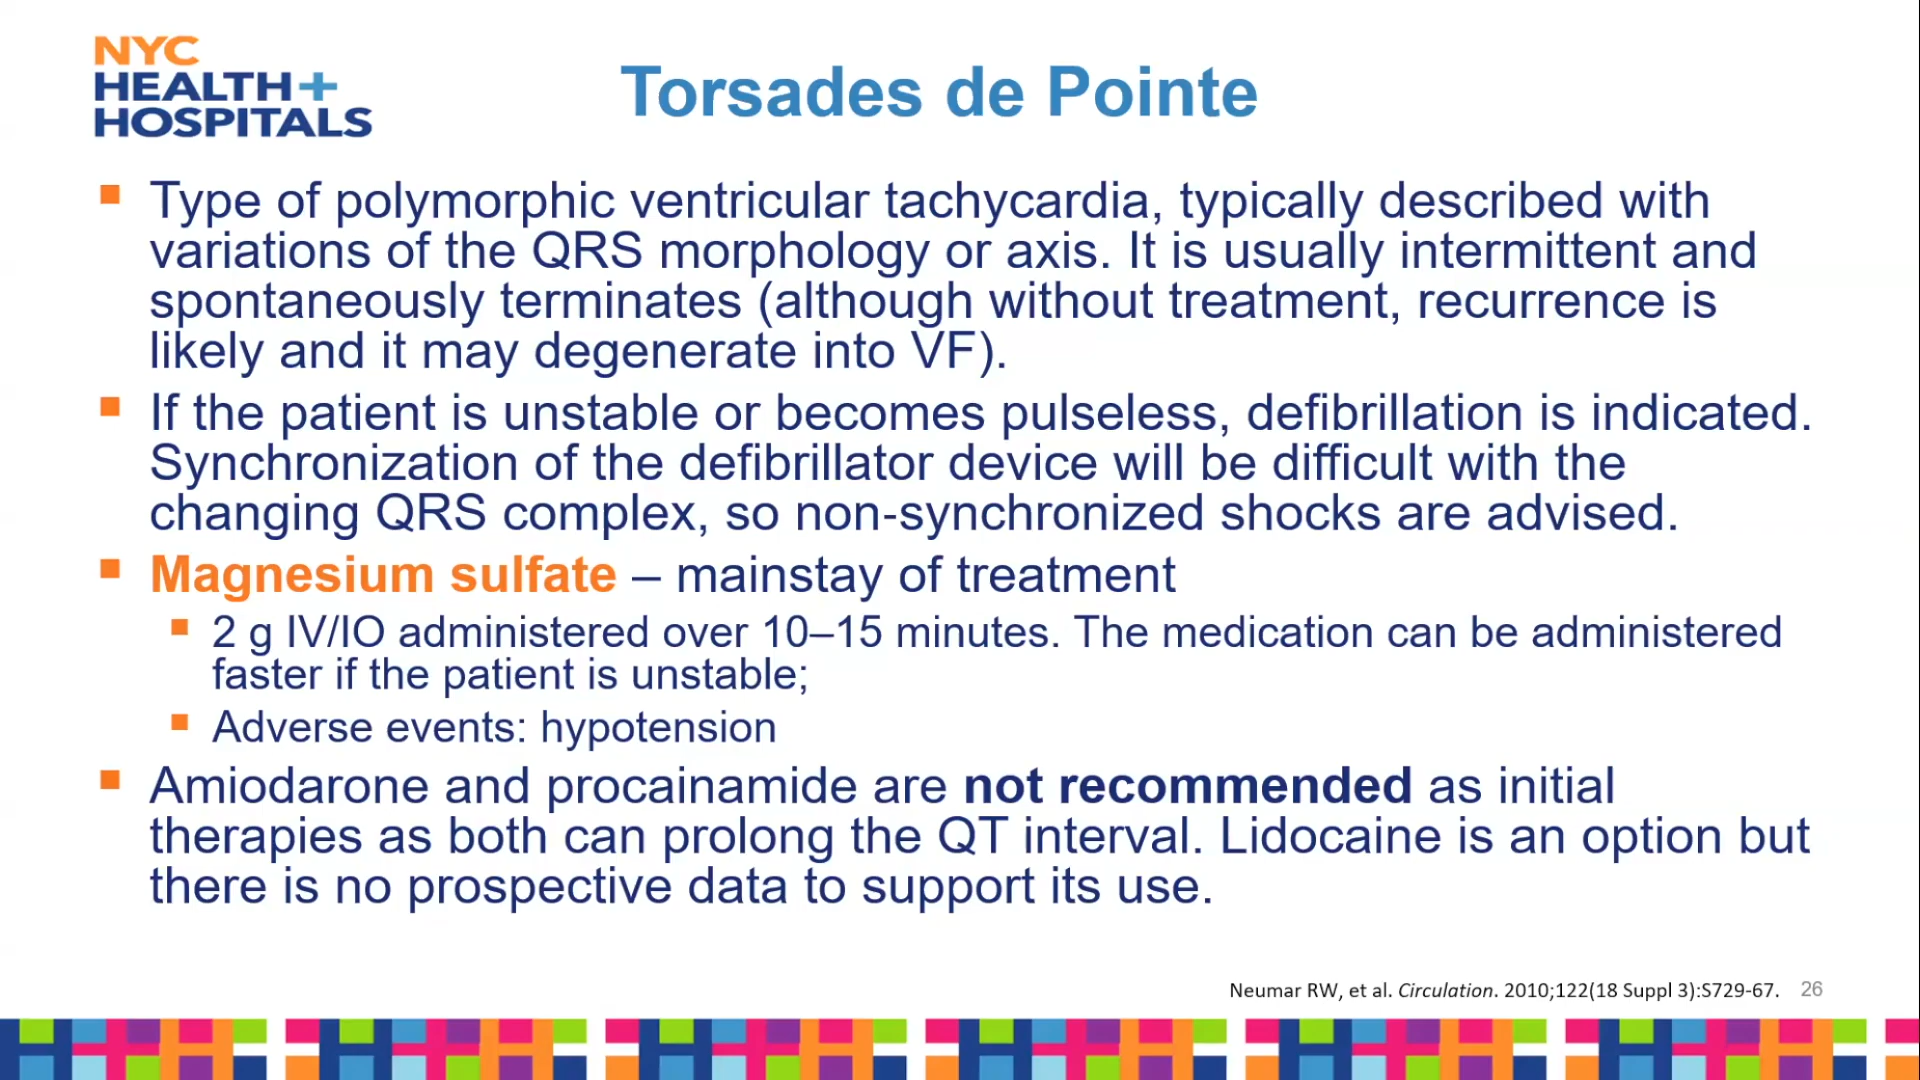 NYC
HEALTH+
HOSPITALS
Torsades de Pointe
Type of polymorphic ventricular tachycardia, typically described with
variations of the QRS morphology or axis. It is usually intermittent and
spontaneously terminates (although without treatment, recurrence is
likely and it may degenerate into VF).
If the patient is unstable or becomes pulseless, defibrillation is indicated.
Synchronization of the defibrillator device will be difficult with the
changing QRS complex, so non-synchronized shocks are advised.
Magnesium sulfate – mainstay of treatment
2 g IV/IO administered over 10–15 minutes. The medication can be administered
faster if the patient is unstable;
Adverse events: hypotension
Amiodarone and procainamide are not recommended as initial
therapies as both can prolong the QT interval. Lidocaine is an option but
there is no prospective data to support its use.
Neumar RW, et al. Circulation. 2010;122(18 Suppl 3):S729-67. 26